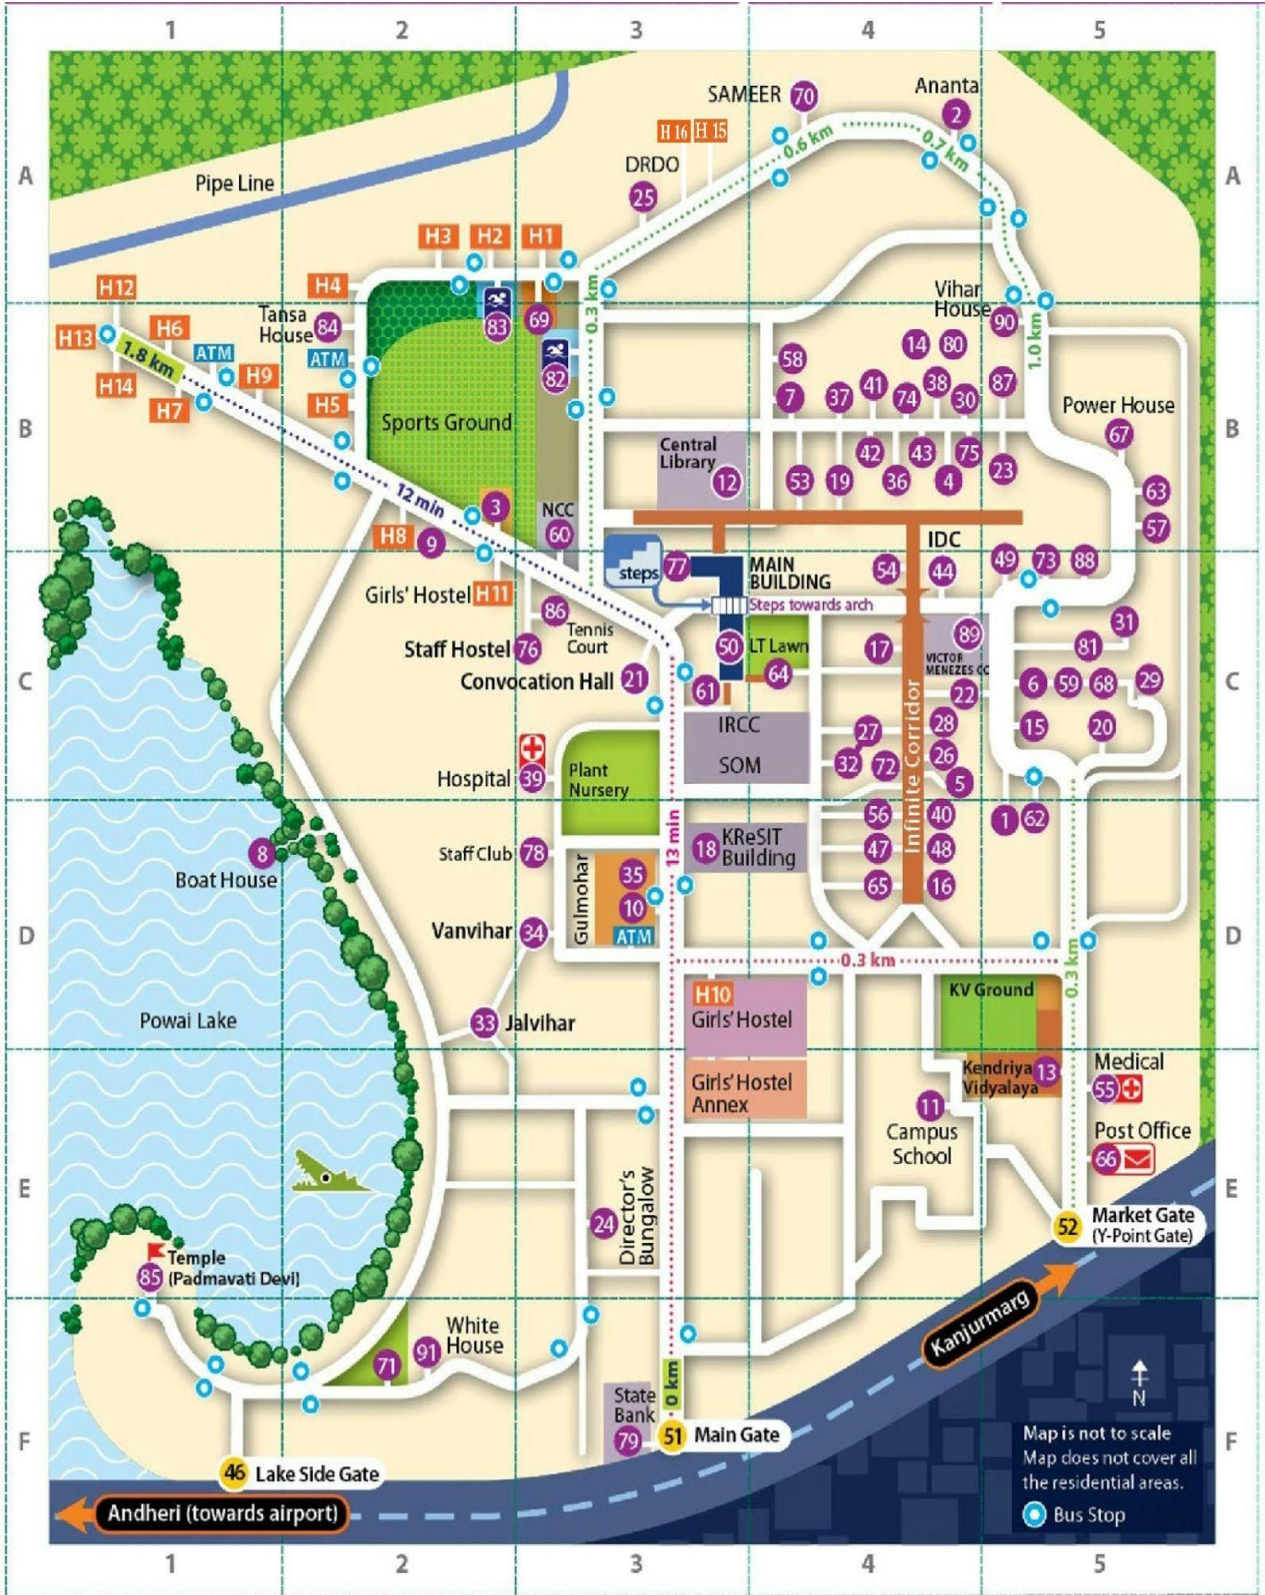 1 2 3 4 5
A
A
Ananta
2
SAMEER 70
H 16 H 15
0.6 km
0.7 km
DRDO
25
Pipe Line
H3 H2 H1
H12
H4
0.3 km
Vihar
House
90
Tansa
House 84
83
69
H13
H6
1.8 km
ATM
ATM
82
58
14 80
1.0 km
H14
H9
H7
H5
7 37 41 74 38 30 87
Power House
67
B
B
Sports Ground
Central
Library
12
42 43 75
53 19 36 4 23
63
12 min
3
NCC
60
57
H8 9
IDC
steps
77
MAIN
BUILDING
54 44
49 73 88
Girls' Hostel H11
Steps towards arch
86
Tennis
Court
31
89
Staff Hostel 76
50
LT Lawn
17
81
VICTOR
MENEZES CC
C
C
Convocation Hall 21
61
64
22
6 59 68 29
IRCC
27
28
15
20
SOM
32 72
26
Hospital 39
Plant
Nursery
5
Infinite Corridor
56 40
1 62
13 min
Staff Club 78
18
KReSIT
Building
47 48
8
Boat House
Gulmohar
35
65 16
10
D
D
Vanvihar 34
ATM
0.3 km
0.3 km
H10
Girls' Hostel
KV Ground
Powai Lake
33 Jalvihar
Kendriya
Vidyalaya
13
Medical
55
Girls' Hostel
Annex
11
Campus
School
Post Office
66
E
E
Director's
Bungalow
24
52
Market Gate
(Y-Point Gate)
Temple
(Padmavati Devi)
85
Kanjurmarg
White
House
91
71
0 km
N
State
Bank
79
51 Main Gate
F
F
Map is not to scale
Map does not cover all
the residential areas.
46 Lake Side Gate
Bus Stop
Andheri (towards airport)
1 2 3 4 5